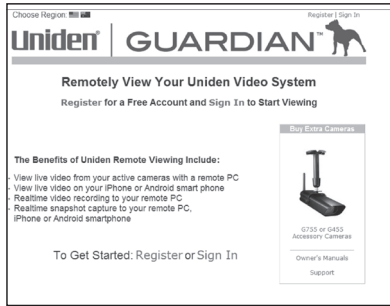 Choose Region:
Register | Sign In
Uniden® GUARDIAN™
Remotely View Your Uniden Video System
Register for a Free Account and Sign In to Start Viewing
The Benefits of Uniden Remote Viewing Include:
- View live video from your active cameras with a remote PC
- View live video on your iPhone or Android smart phone
- Realtime video recording to your remote PC
- Realtime snapshot capture to your remote PC,
iPhone or Android smartphone
To Get Started: Register or Sign In
Buy Extra Cameras
G755 or G455
Accessory Cameras
Owner's Manuals
Support